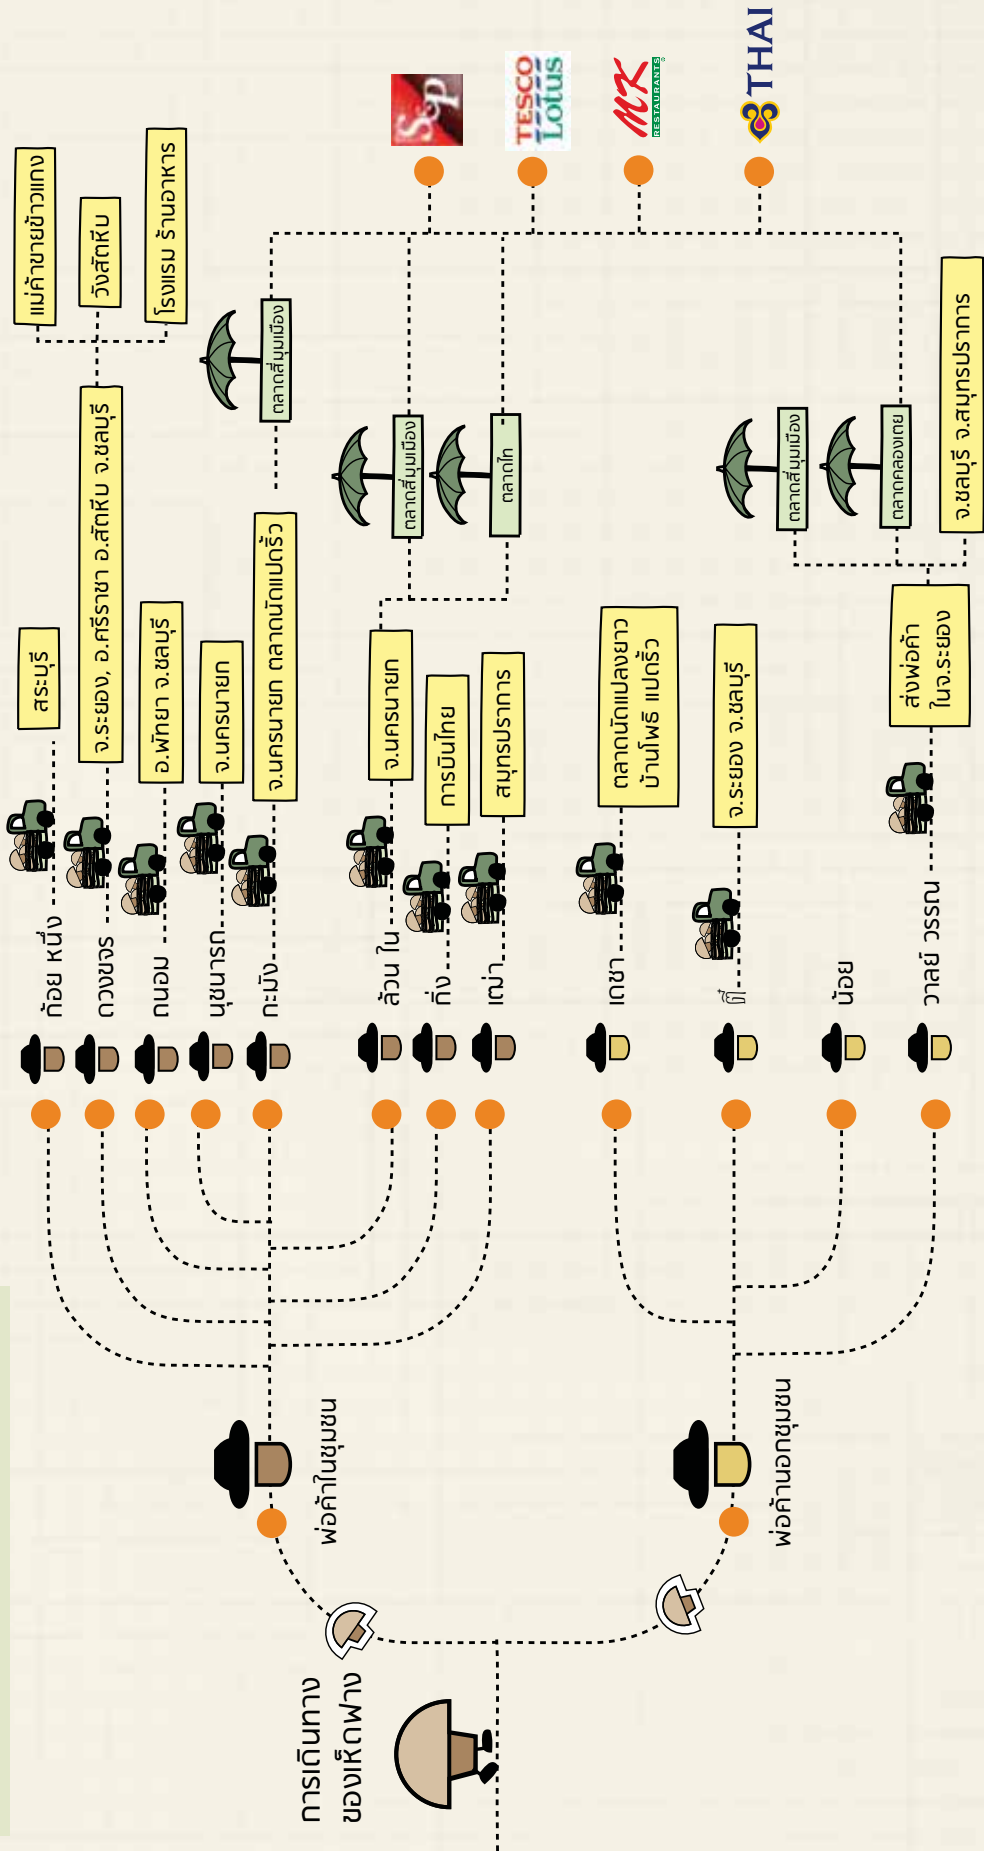 การเดินทาง
ของเห็ดฟาง
พ่อค้าในชุมชน
ก้อย หนึ่ง
สระบุรี
ดวงขจร
จ.ระยอง, อ.ศรีราชา อ.สัตหีบ จ.ชลบุรี
แม่ค้าขายข้าวแกง
วังสัตหีบ
โรงแรม ร้านอาหาร
ถนอม
อ.พัทยา จ.ชลบุรี
นุชนารถ
จ.นครนายก
กะมัง
จ.นครนายก ตลาดนัดแปดริ้ว
ตลาดสี่มุมเมือง
ล้วน ใน
จ.นครนายก
ตลาดสี่มุมเมือง
ตลาดไท
กิ่ง
การบินไทย
เฒ่า
สมุทรปราการ
พ่อค้านอกชุมชน
เดชา
ตลาดนัดแปลงยาว
บ้านโพธิ แปดริ้ว
ตี๋
จ.ระยอง จ.ชลบุรี
น้อย
วาลย์ วรรณ
ส่งพ่อค้า
ในจ.ระยอง
ตลาดสี่มุมเมือง
ตลาดคลองเตย
จ.ชลบุรี จ.สมุทรปราการ
S&P
TESCO
Lotus
MK
RESTAURANTS
THAI